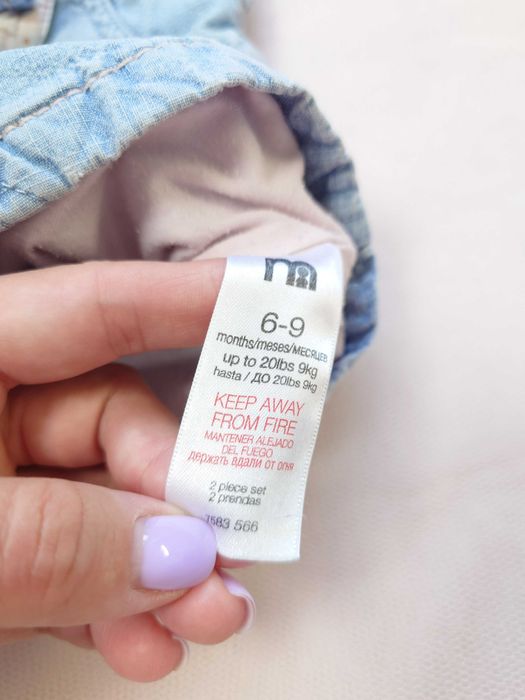 m
6-9
months/meses/МЕСЯЦЕВ
up to 20lbs 9kg
hasta / ДО 20lbs 9kg
KEEP AWAY
FROM FIRE
MANTENER ALEJADO
DEL FUEGO
держать вдали от огня
2 piece set
2 prendas
7583 566